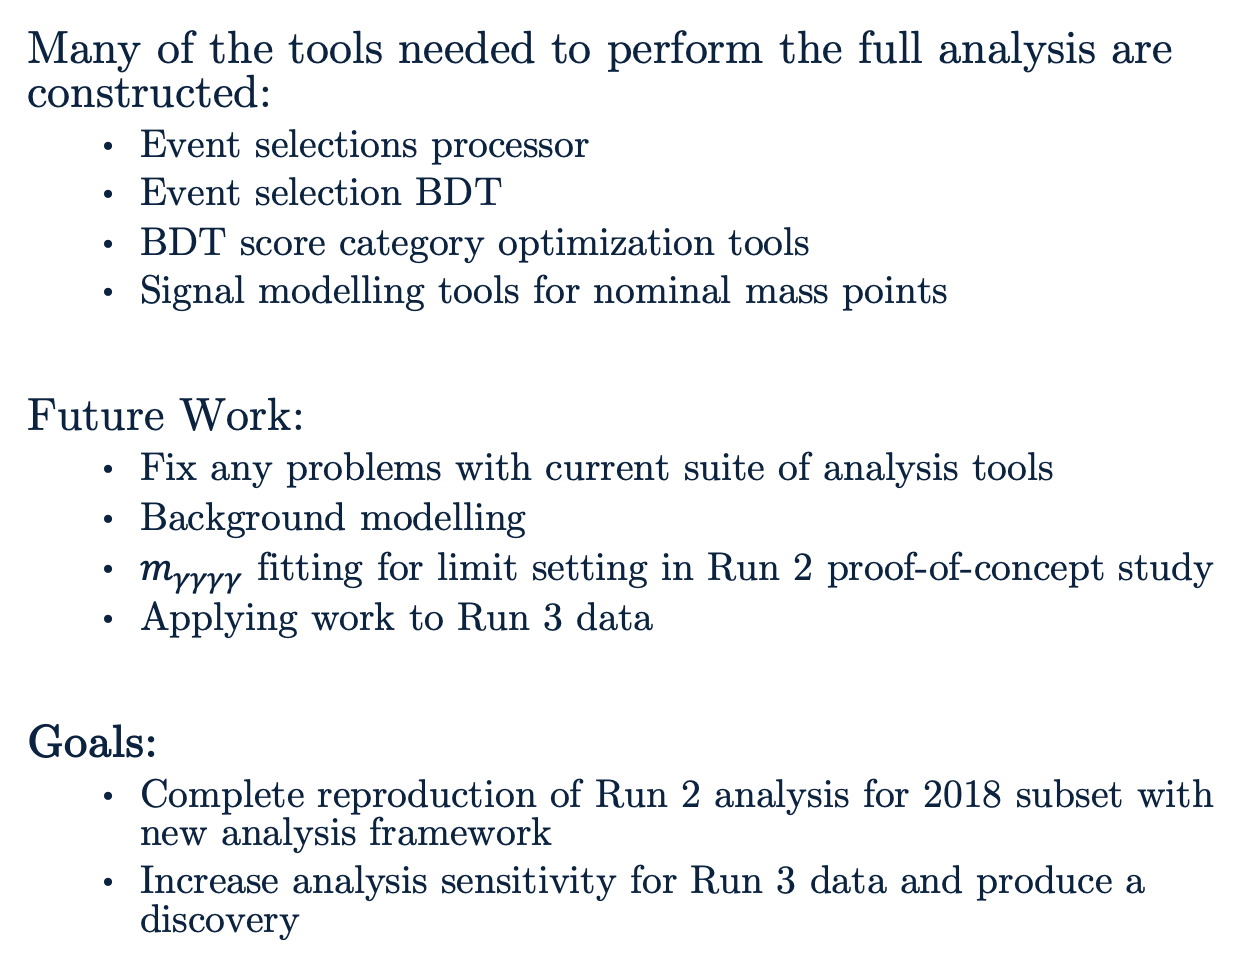 Many of the tools needed to perform the full analysis are
constructed:
• Event selections processor
• Event selection BDT
• BDT score category optimization tools
• Signal modelling tools for nominal mass points
Future Work:
• Fix any problems with current suite of analysis tools
• Background modelling
• mγγγγ fitting for limit setting in Run 2 proof-of-concept study
• Applying work to Run 3 data
Goals:
• Complete reproduction of Run 2 analysis for 2018 subset with
new analysis framework
• Increase analysis sensitivity for Run 3 data and produce a
discovery